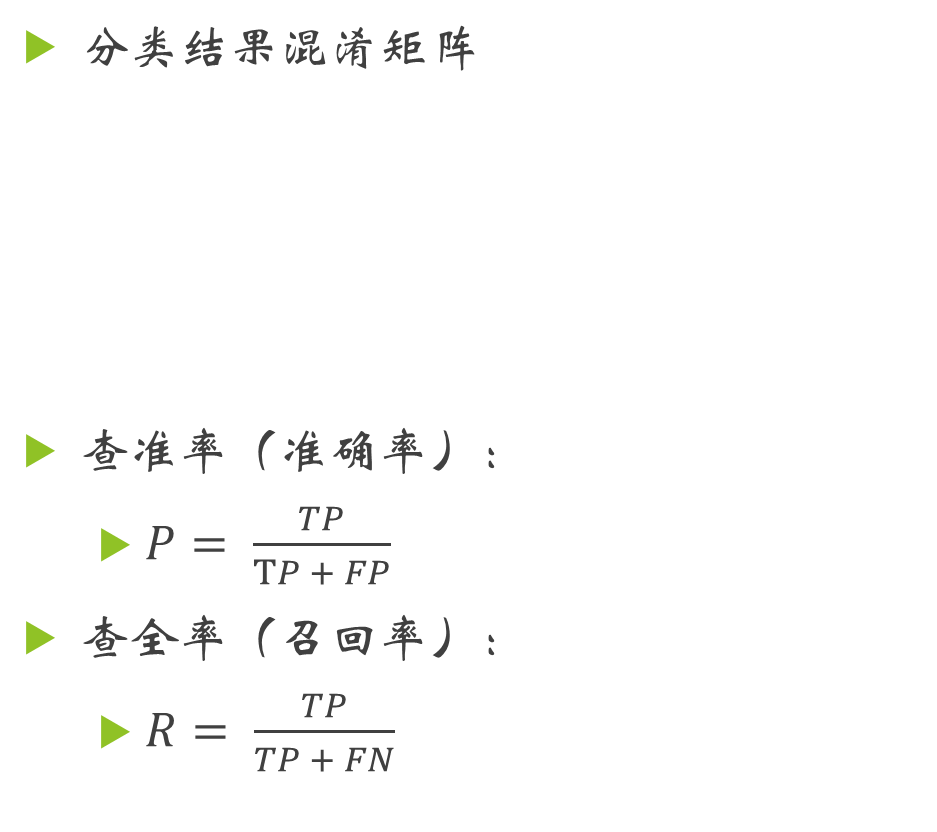 分类结果混淆矩阵
查准率（准确率）：
P = TP / TP + FP
查全率（召回率）：
R = TP / TP + FN